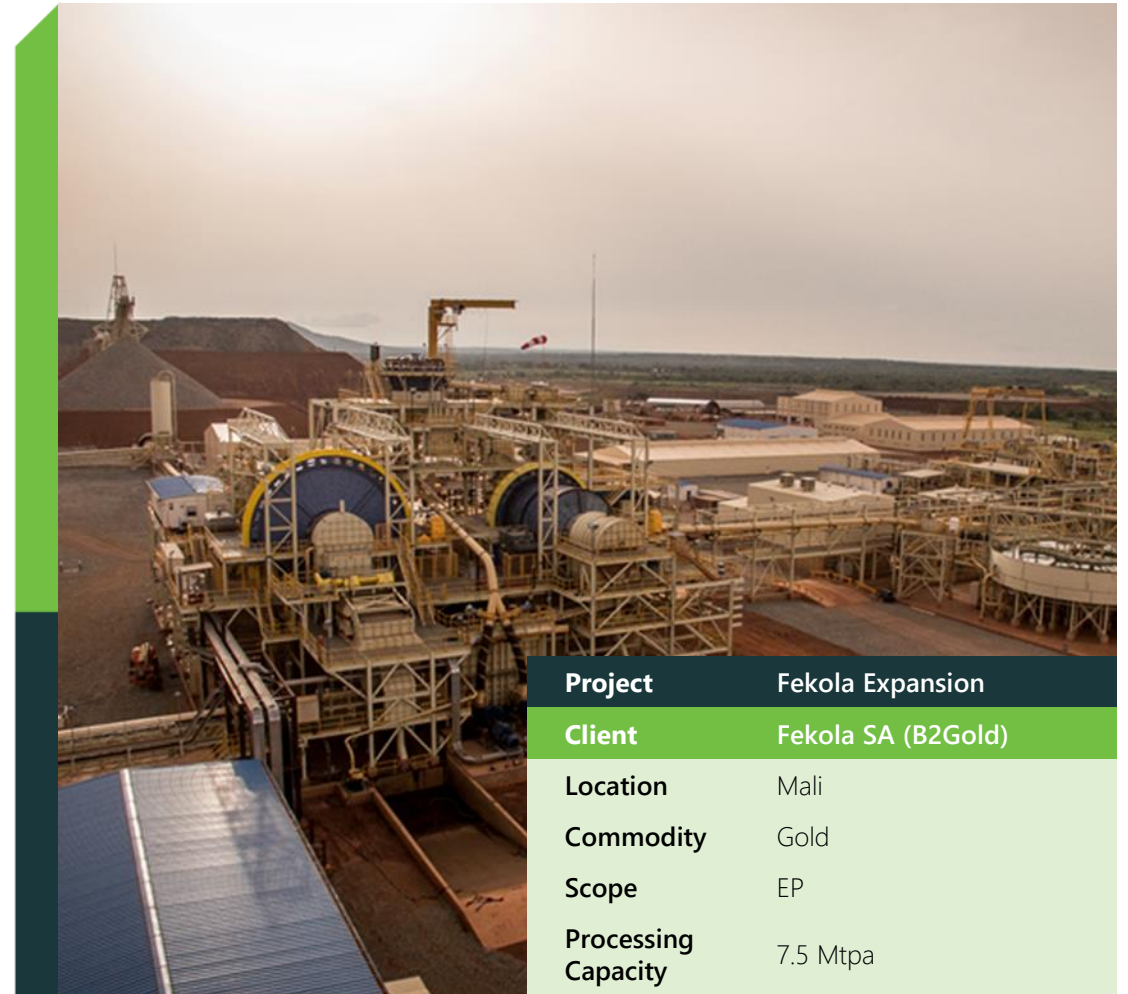 Project Fekola Expansion
Client Fekola SA (B2Gold)
Location Mali
Commodity Gold
Scope EP
Processing Capacity 7.5 Mtpa